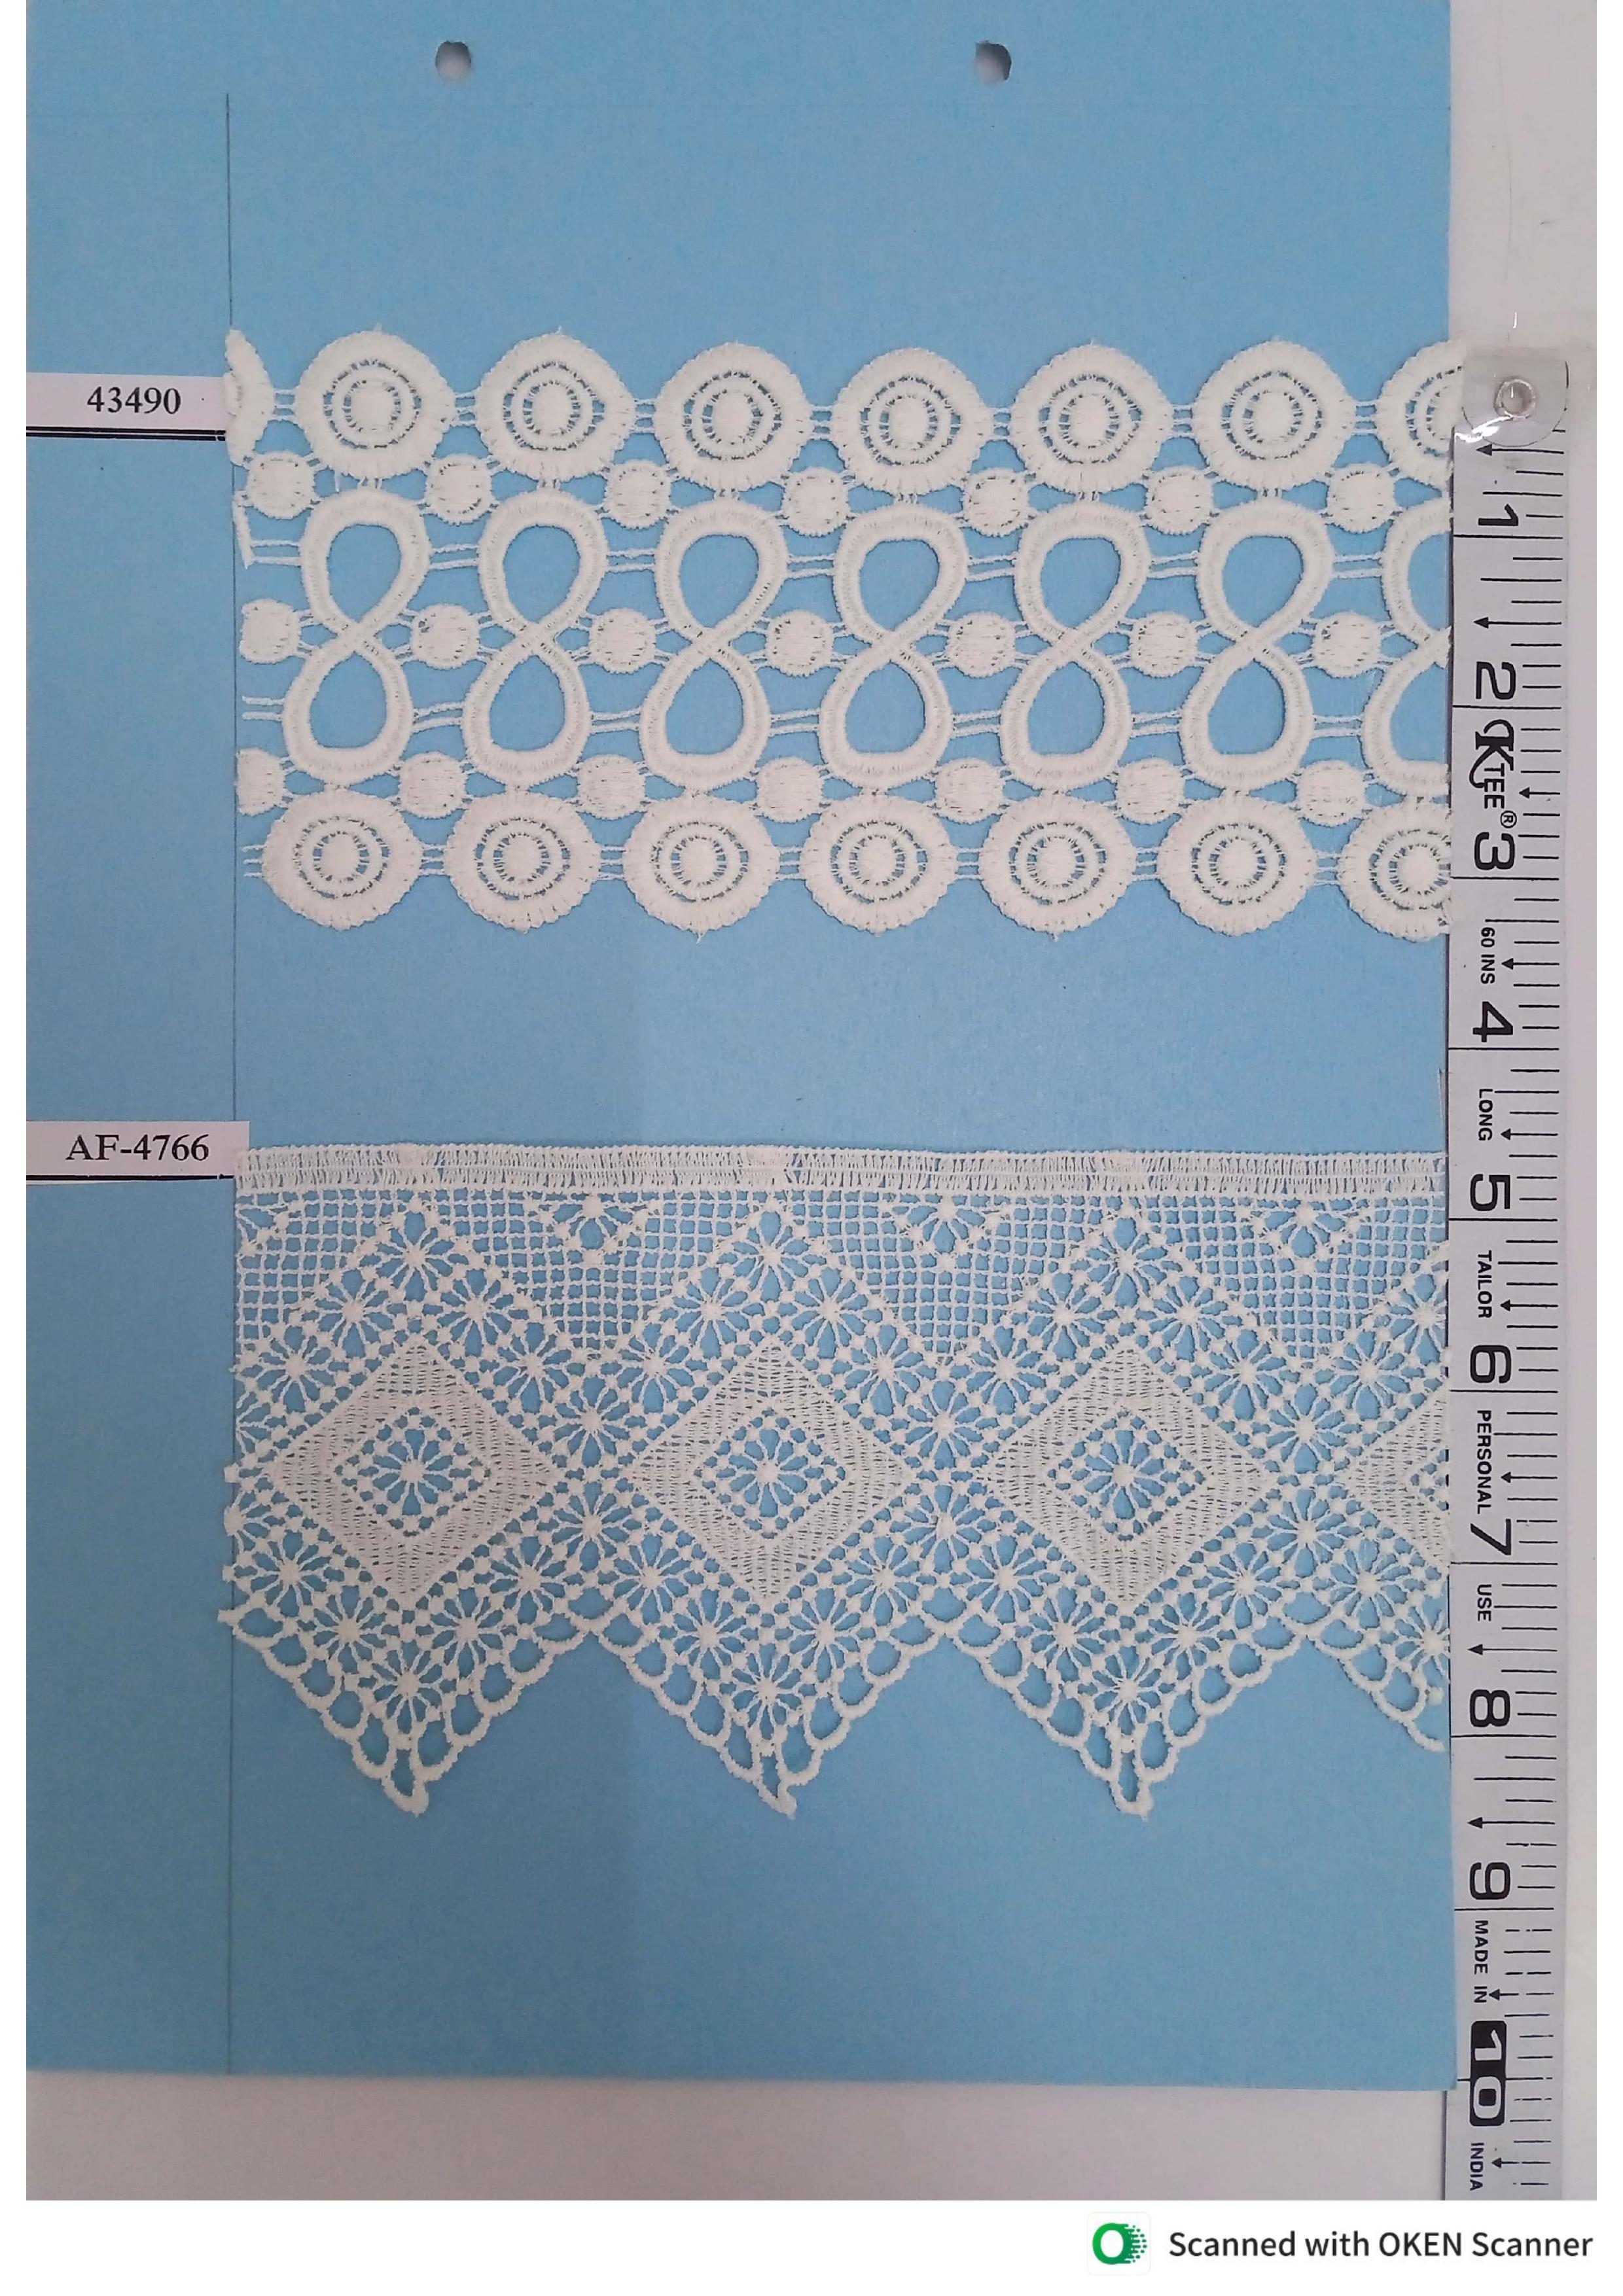 43490
AF-4766
1
2
KTEE®
3
60 INS
4
LONG
5
TAILOR
6
PERSONAL
7
USE
8
9
MADE IN
10
INDIA
Scanned with OKEN Scanner